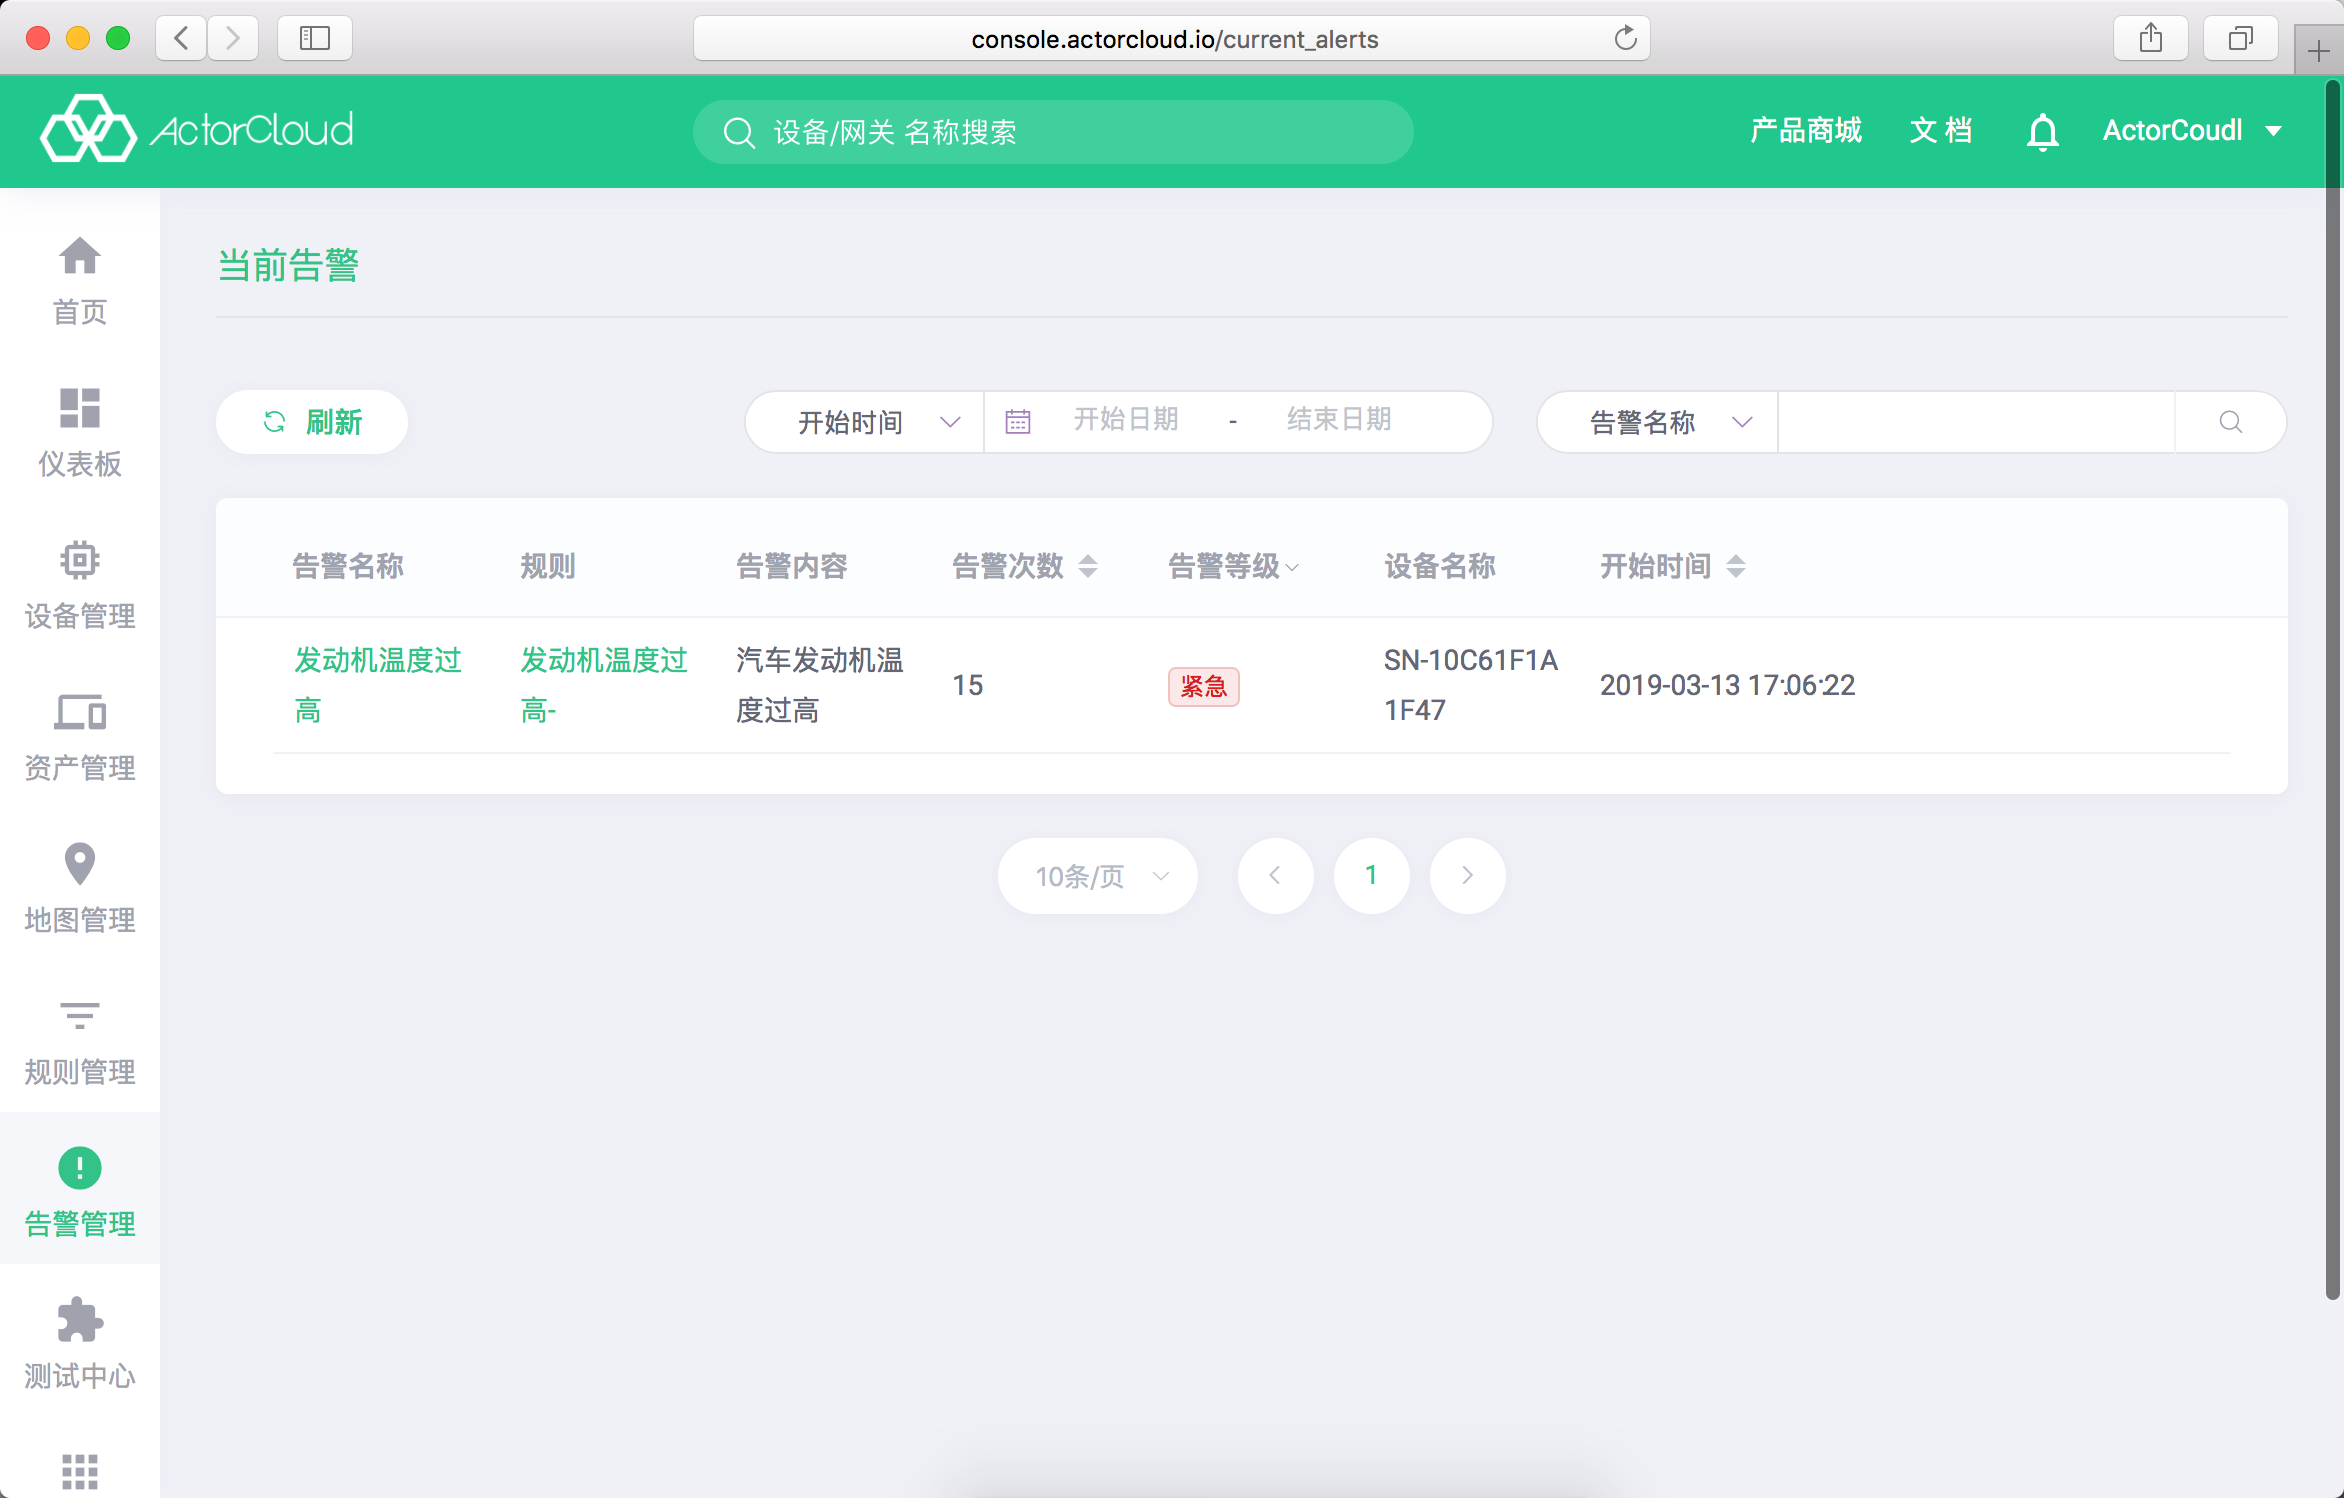 console.actorcloud.io/current_alerts
ActorCloud
设备/网关 名称搜索
产品商城
文 档
ActorCoudl
首页
仪表板
设备管理
资产管理
地图管理
规则管理
告警管理
测试中心
当前告警
刷新
开始时间
开始日期 - 结束日期
告警名称
告警名称 规则 告警内容 告警次数 告警等级 设备名称 开始时间
发动机温度过
高
发动机温度过
高-
汽车发动机温
度过高
15
紧急
SN-10C61F1A
1F47
2019-03-13 17:06:22
10条/页
1